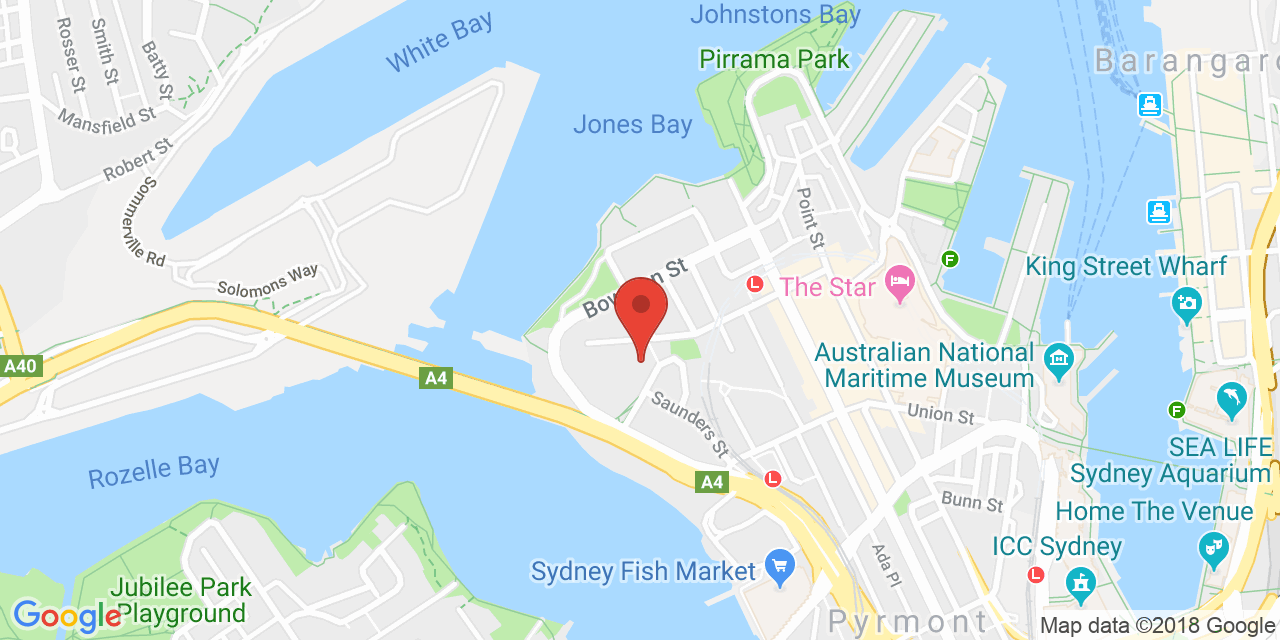 White Bay
Johnstons Bay
Pirrama Park
Barangaro
Rosser St
Smith St
Batty St
Mansfield St
Robert St
Jones Bay
Sommerville Rd
Solomons Way
Point St
St
F
King Street Wharf
L
The Star
Australian National
Maritime Museum
A40
A4
Saunders St
Union St
F
SEA LIFE
Sydney Aquarium
Rozelle Bay
A4
L
Bunn St
Home The Venue
ICC Sydney
Ada Pl
Sydney Fish Market
L
Jubilee Park
Playground
Pyrmont
Google
Map data ©2018 Google